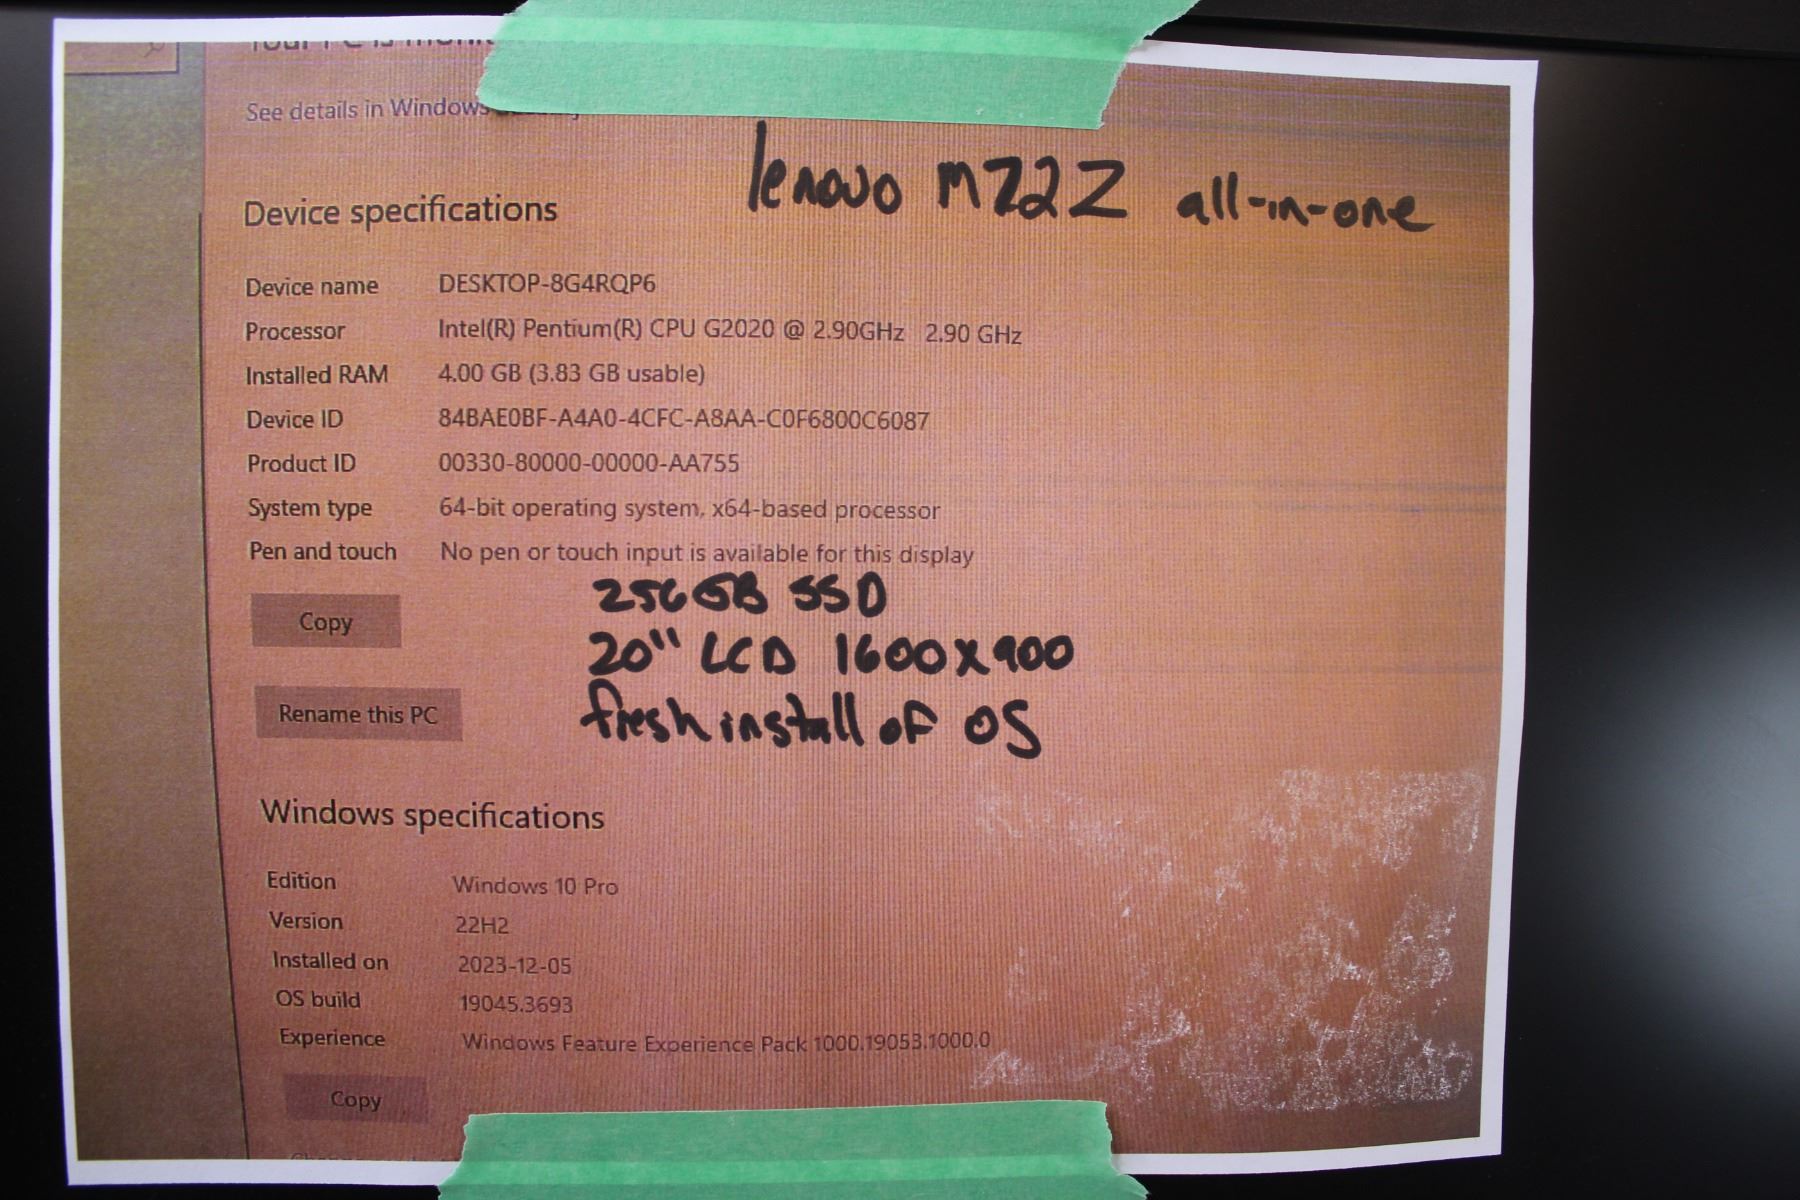 See details in Windows
lenovo M72Z all-in-one
Device specifications
Device name DESKTOP-8G4RQP6
Processor Intel(R) Pentium(R) CPU G2020 @ 2.90GHz 2.90 GHz
Installed RAM 4.00 GB (3.83 GB usable)
Device ID 84BAE0BF-A4A0-4CFC-A8AA-C0F6800C6087
Product ID 00330-80000-00000-AA755
System type 64-bit operating system, x64-based processor
Pen and touch No pen or touch input is available for this display
256GB SSD
Copy
20" LCD 1600x900
Rename this PC
fresh install of OS
Windows specifications
Edition Windows 10 Pro
Version 22H2
Installed on 2023-12-05
OS build 19045.3693
Experience Windows Feature Experience Pack 1000.19053.1000.0
Copy